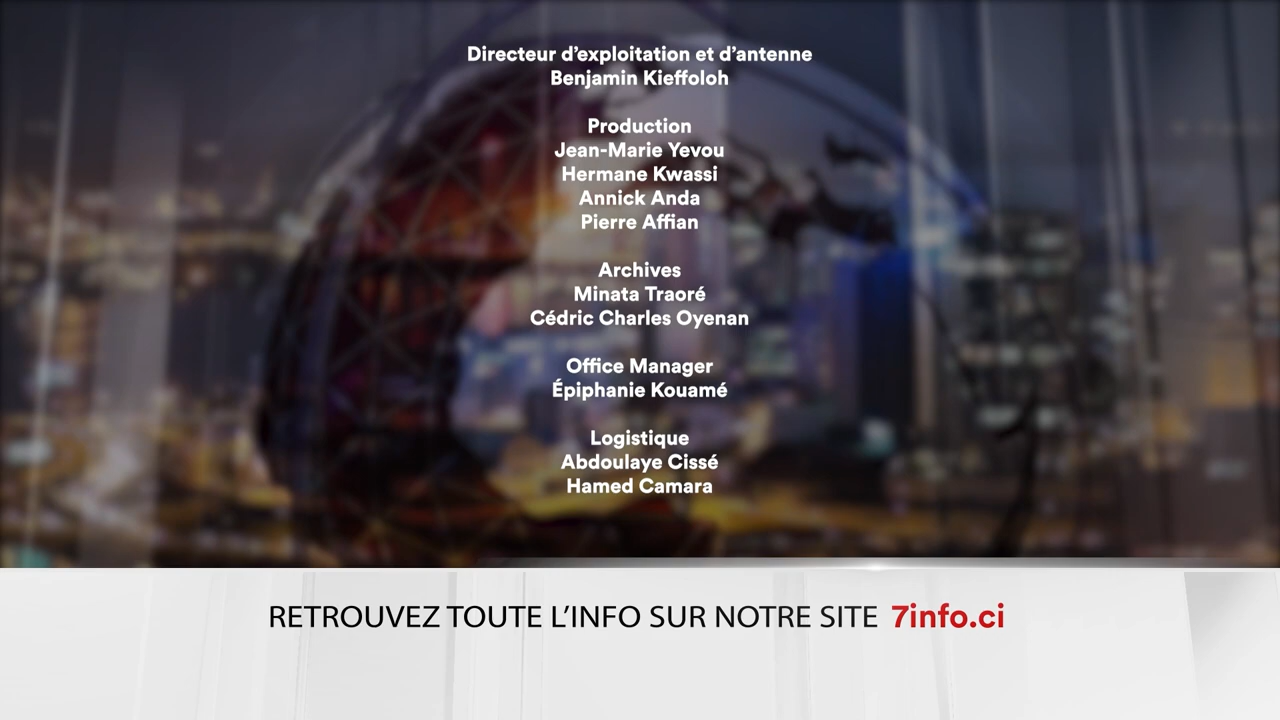 Directeur d’exploitation et d’antenne
Benjamin Kieffoloh
Production
Jean-Marie Yevou
Hermane Kwassi
Annick Anda
Pierre Affian
Archives
Minata Traoré
Cédric Charles Oyenan
Office Manager
Épiphanie Kouamé
Logistique
Abdoulaye Cissé
Hamed Camara
RETROUVEZ TOUTE L’INFO SUR NOTRE SITE 7info.ci